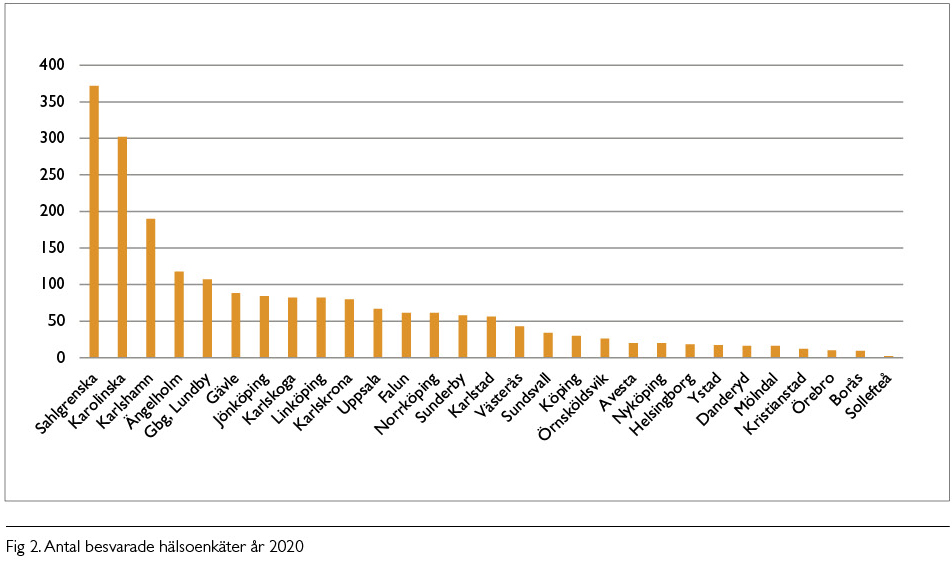 400
350
300
250
200
150
100
50
0
Sahlgrenska
Karolinska
Karlshamn
Ängelholm
Gbg. Lundby
Gävle
Jönköping
Karlskoga
Linköping
Karlskrona
Uppsala
Falun
Norrköping
Sunderby
Karlstad
Västerås
Sundsvall
Köping
Örnsköldsvik
Avesta
Nyköping
Helsingborg
Ystad
Danderyd
Mölndal
Kristianstad
Örebro
Borås
Sollefteå
Fig 2. Antal besvarade hälsoenkäter år 2020